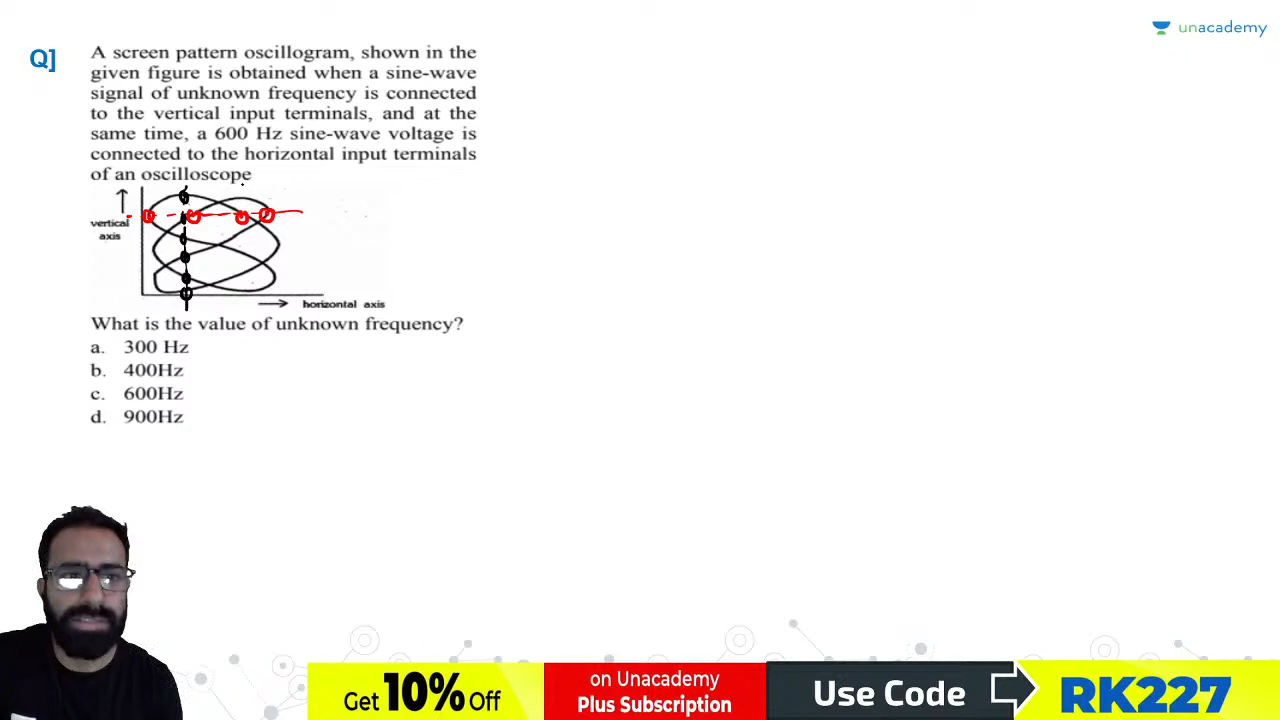 unacademy
Q]
A screen pattern oscillogram, shown in the
given figure is obtained when a sine-wave
signal of unknown frequency is connected
to the vertical input terminals, and at the
same time, a 600 Hz sine-wave voltage is
connected to the horizontal input terminals
of an oscilloscope
vertical
axis
horizontal axis
What is the value of unknown frequency?
a. 300 Hz
b. 400Hz
c. 600Hz
d. 900Hz
Get 10% Off
on Unacademy
Plus Subscription
Use Code
RK227